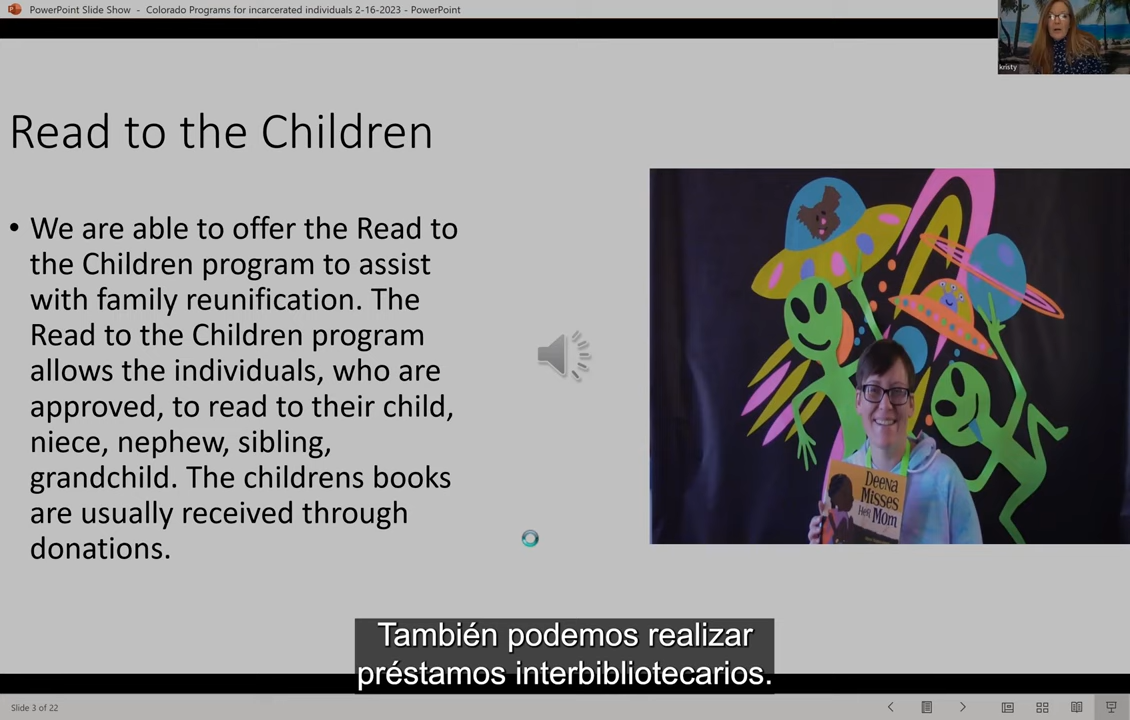 PowerPoint Slide Show - Colorado Programs for incarcerated individuals 2-16-2023 - PowerPoint
kristy
Read to the Children
• We are able to offer the Read to
the Children program to assist
with family reunification. The
Read to the Children program
allows the individuals, who are
approved, to read to their child,
niece, nephew, sibling,
grandchild. The childrens books
are usually received through
donations.
Deena
Misses
Her Mom
También podemos realizar
préstamos interbibliotecarios.
Slide 3 of 22